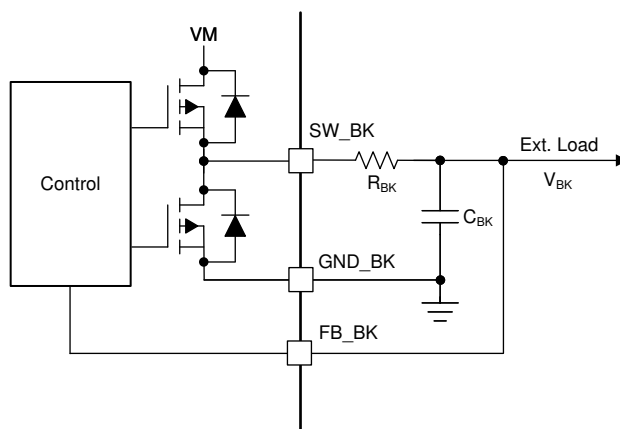 VM
SW_BK
Ext. Load
Control
R_BK
V_BK
C_BK
GND_BK
FB_BK